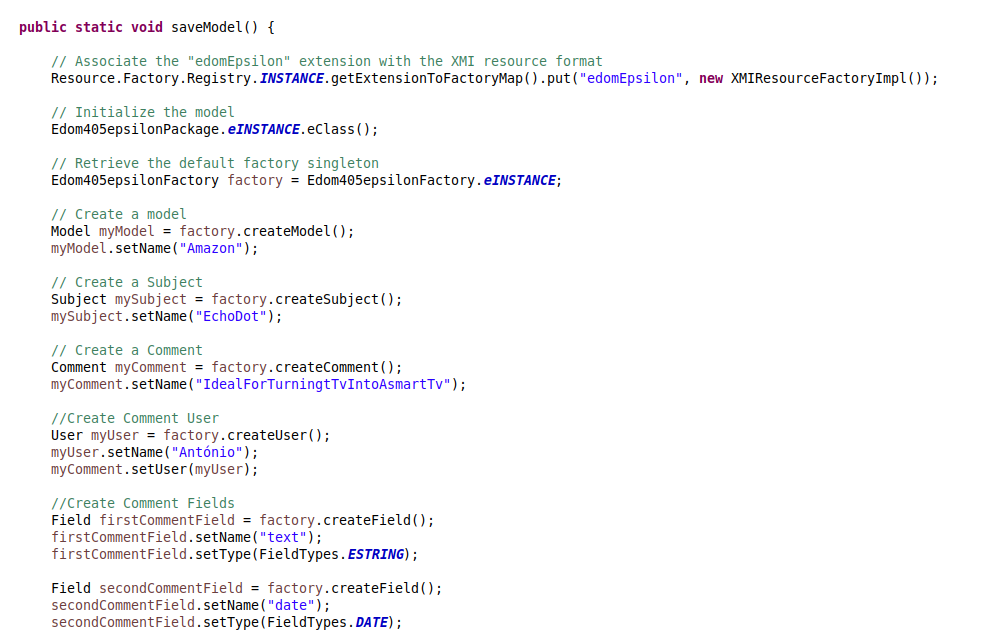 public static void saveModel() {
// Associate the "edomEpsilon" extension with the XMI resource format
Resource.Factory.Registry.INSTANCE.getExtensionToFactoryMap().put("edomEpsilon", new XMIResourceFactoryImpl());
// Initialize the model
Edom405epsilonPackage.eINSTANCE.eClass();
// Retrieve the default factory singleton
Edom405epsilonFactory factory = Edom405epsilonFactory.eINSTANCE;
// Create a model
Model myModel = factory.createModel();
myModel.setName("Amazon");
// Create a Subject
Subject mySubject = factory.createSubject();
mySubject.setName("EchoDot");
// Create a Comment
Comment myComment = factory.createComment();
myComment.setName("IdealForTurningtTvIntoAsmartTv");
//Create Comment User
User myUser = factory.createUser();
myUser.setName("António");
myComment.setUser(myUser);
//Create Comment Fields
Field firstCommentField = factory.createField();
firstCommentField.setName("text");
firstCommentField.setType(FieldTypes.ESTRING);
Field secondCommentField = factory.createField();
secondCommentField.setName("date");
secondCommentField.setType(FieldTypes.DATE);